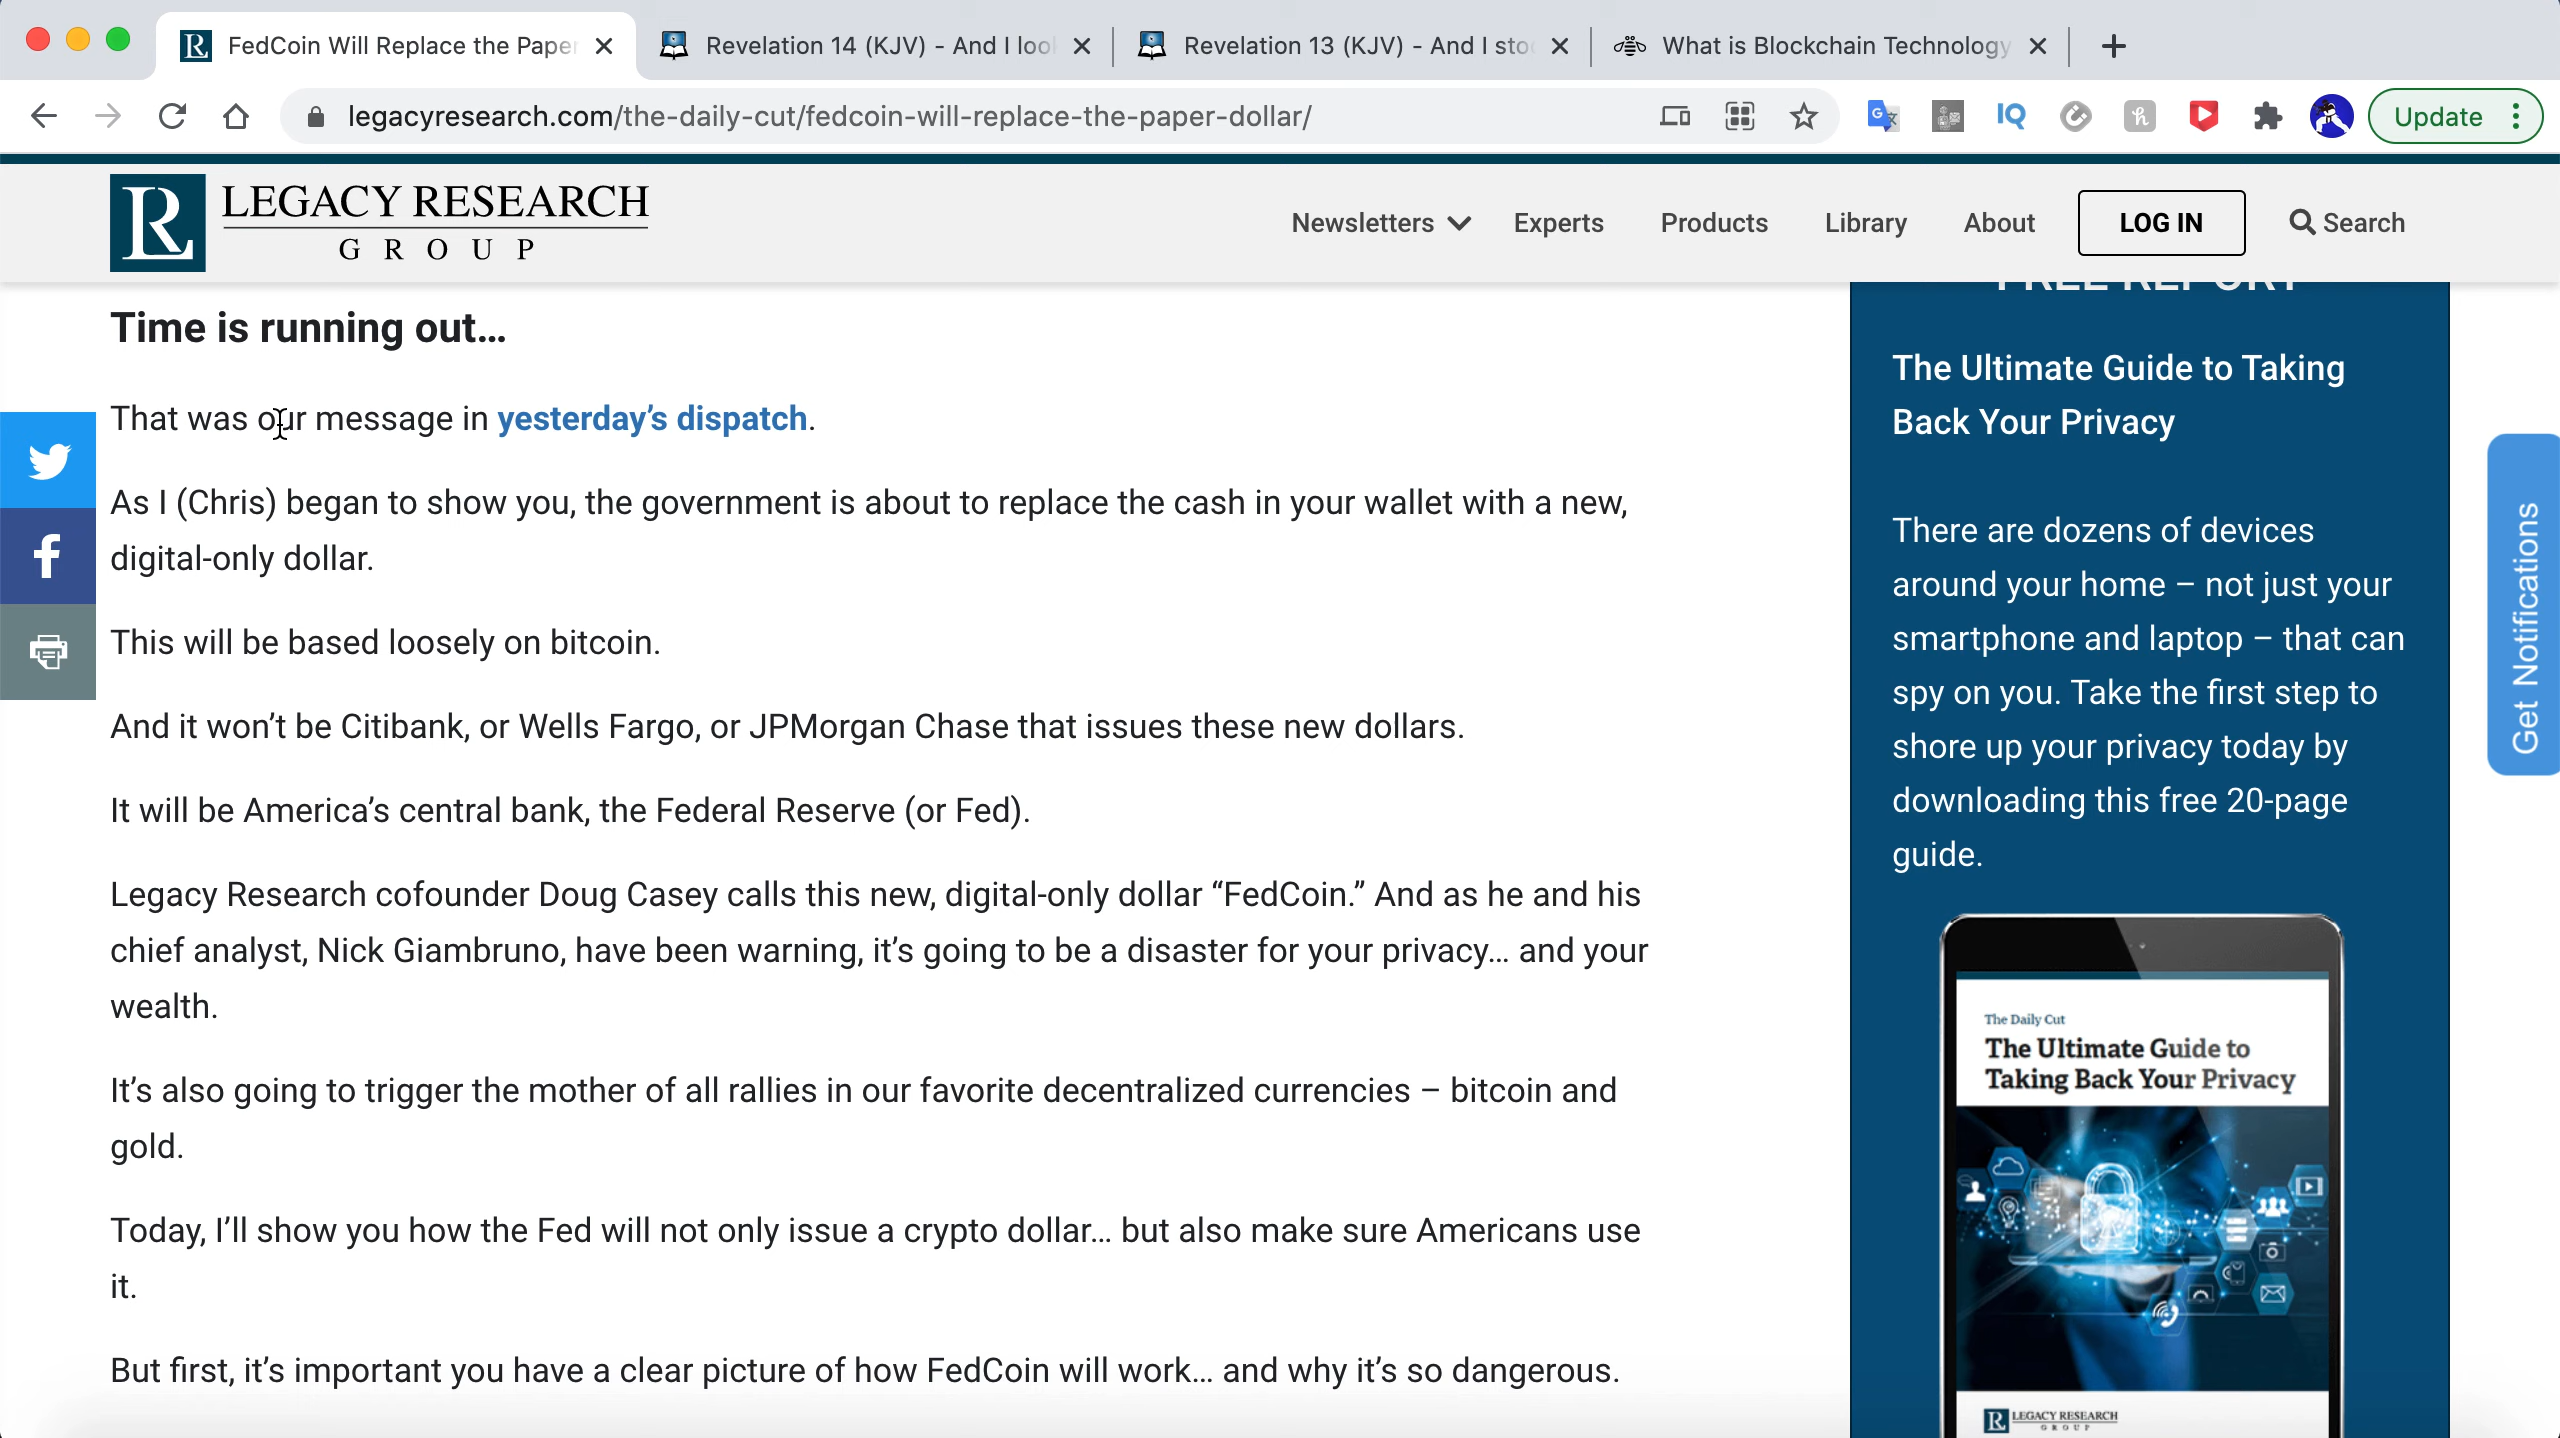 FedCoin Will Replace the Paper
Revelation 14 (KJV) - And I loo
Revelation 13 (KJV) - And I sto
What is Blockchain Technology
legacyresearch.com/the-daily-cut/fedcoin-will-replace-the-paper-dollar/
IQ
Update
LR
LEGACY RESEARCH
GROUP
Newsletters
Experts
Products
Library
About
LOG IN
Search
Time is running out…
That was our message in yesterday’s dispatch.
As I (Chris) began to show you, the government is about to replace the cash in your wallet with a new,
digital-only dollar.
This will be based loosely on bitcoin.
And it won’t be Citibank, or Wells Fargo, or JPMorgan Chase that issues these new dollars.
It will be America’s central bank, the Federal Reserve (or Fed).
Legacy Research cofounder Doug Casey calls this new, digital-only dollar “FedCoin.” And as he and his
chief analyst, Nick Giambruno, have been warning, it’s going to be a disaster for your privacy… and your
wealth.
It’s also going to trigger the mother of all rallies in our favorite decentralized currencies – bitcoin and
gold.
Today, I’ll show you how the Fed will not only issue a crypto dollar… but also make sure Americans use
it.
But first, it’s important you have a clear picture of how FedCoin will work… and why it’s so dangerous.
FREE REPORT
The Ultimate Guide to Taking
Back Your Privacy
There are dozens of devices
around your home – not just your
smartphone and laptop – that can
spy on you. Take the first step to
shore up your privacy today by
downloading this free 20-page
guide.
The Daily Cut
The Ultimate Guide to
Taking Back Your Privacy
LR
LEGACY RESEARCH
GROUP
Get Notifications